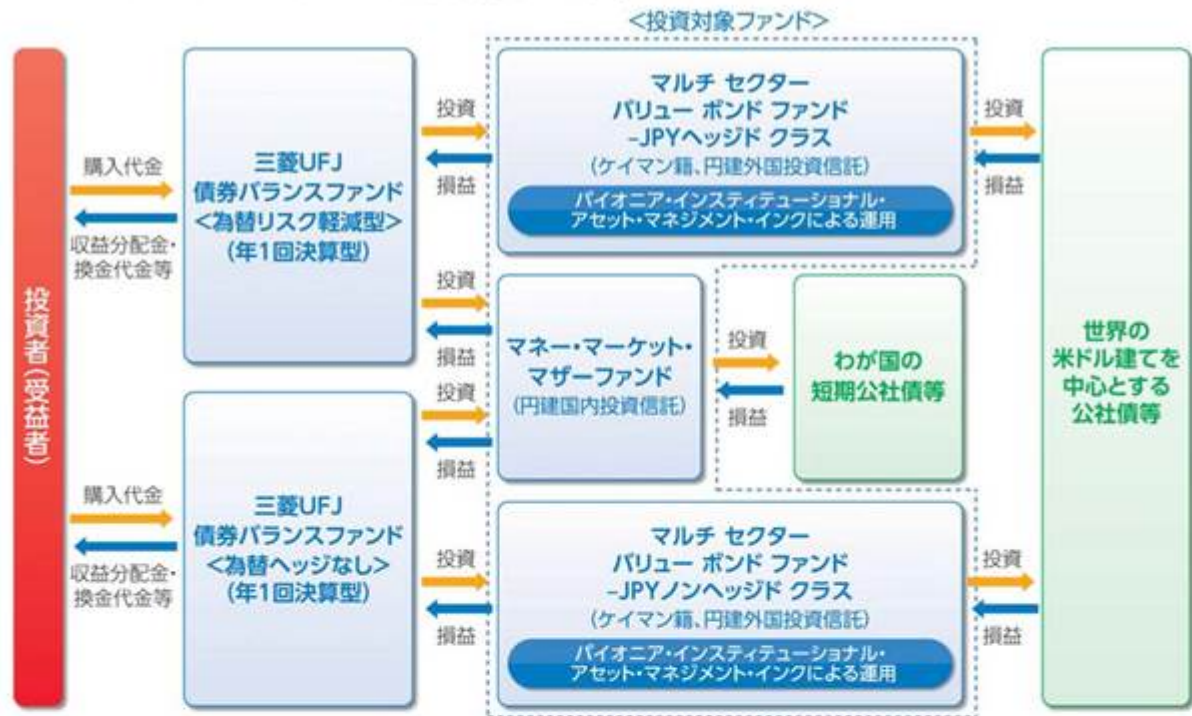 <投資対象ファンド>
投資者(受益者)
購入代金
収益分配金・
換金代金等
三菱UFJ
債券バランスファンド
<為替リスク軽減型>
(年1回決算型)
投資
損益
マルチ セクター
バリュー ボンド ファンド
–JPYヘッジド クラス
(ケイマン籍、円建外国投資信託)
パイオニア・インスティテューショナル・
アセット・マネジメント・インクによる運用
投資
損益
投資
損益
投資
損益
マネー・マーケット・
マザーファンド
(円建国内投資信託)
投資
損益
わが国の
短期公社債等
世界の
米ドル建てを
中心とする
公社債等
購入代金
収益分配金・
換金代金等
三菱UFJ
債券バランスファンド
<為替ヘッジなし>
(年1回決算型)
投資
損益
マルチ セクター
バリュー ボンド ファンド
–JPYノンヘッジド クラス
(ケイマン籍、円建外国投資信託)
パイオニア・インスティテューショナル・
アセット・マネジメント・インクによる運用
投資
損益